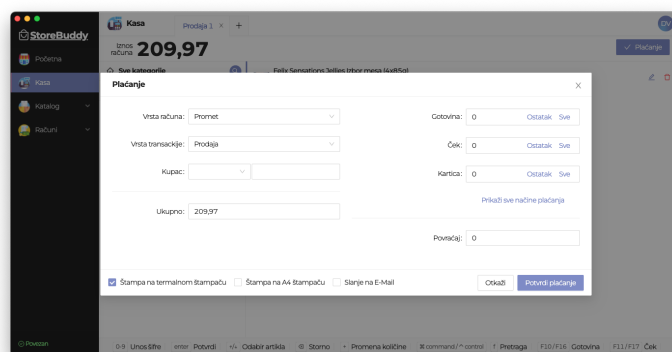 StoreBuddy
Početna
Kasa
Katalog
Računi
Povezan
Kasa
Prodaja 1 × +
Iznos računa 209,97
Plaćanje
DV
Sve kategorije
Felix Sensations Jellies Izbor mesa (4x85g)
Plaćanje
Vrsta računa: Promet
Vrsta transackije: Prodaja
Kupac:
Ukupno: 209,97
Gotovina: 0 Ostatak Sve
Ček: 0 Ostatak Sve
Kartica: 0 Ostatak Sve
Prikaži sve načine plaćanja
Povraćaj: 0
Štampa na termalnom štampaču
Štampa na A4 štampaču
Slanje na E-Mail
Otkaži
Potvrdi plaćanje
0-9 Unos šifre enter Potvrdi Odabir artikla Storno Promena količine ⌘ command / ^ control ↑ Pretraga F10/F16 Gotovina F11/F17 Ček